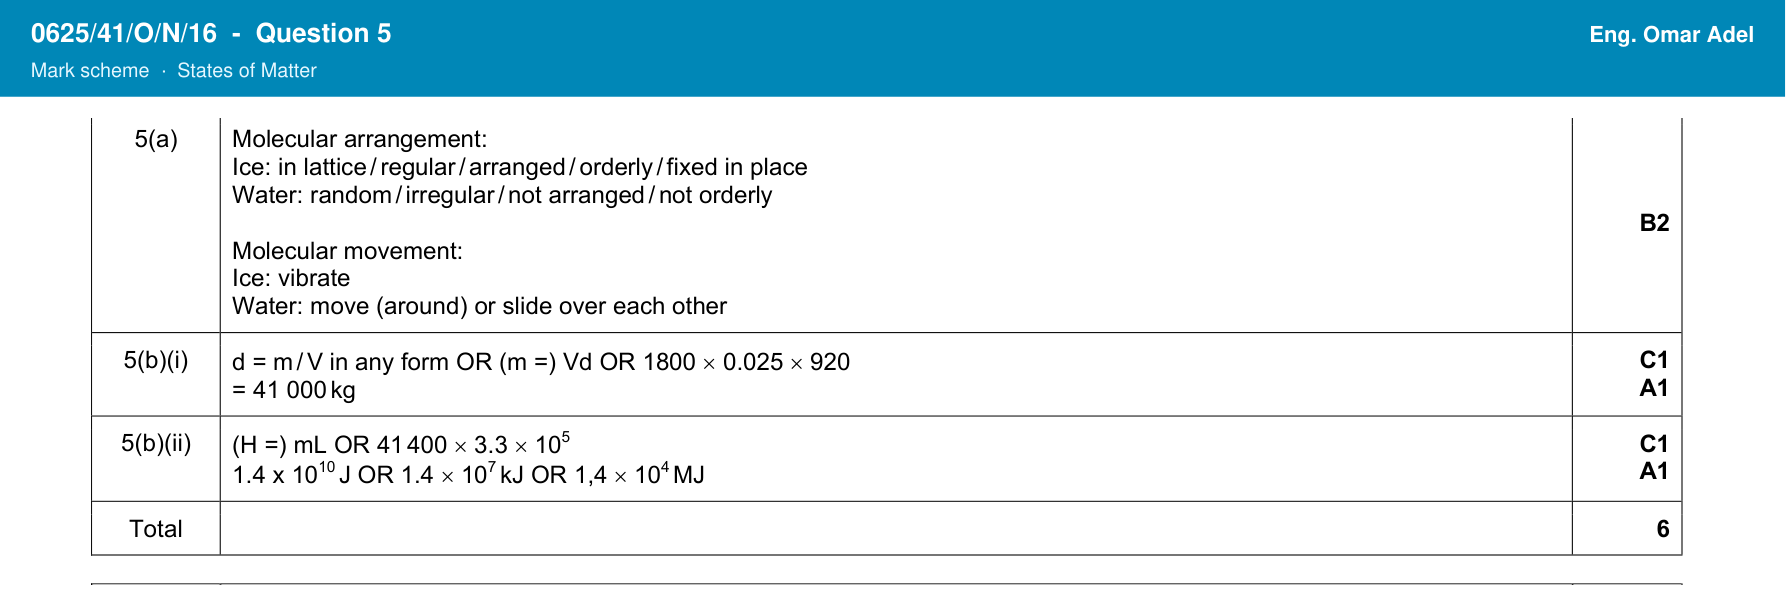 0625/41/O/N/16 - Question 5
Eng. Omar Adel
Mark scheme · States of Matter
5(a)
Molecular arrangement:
Ice: in lattice/regular/arranged/orderly/fixed in place
Water: random/irregular/not arranged/not orderly
B2
Molecular movement:
Ice: vibrate
Water: move (around) or slide over each other
5(b)(i)
d = m/V in any form OR (m =) Vd OR 1800 × 0.025 × 920
C1
= 41 000 kg
A1
5(b)(ii)
(H =) mL OR 41 400 × 3.3 × 10⁵
C1
1.4 x 10¹⁰ J OR 1.4 × 10⁷ kJ OR 1,4 × 10⁴ MJ
A1
Total
6